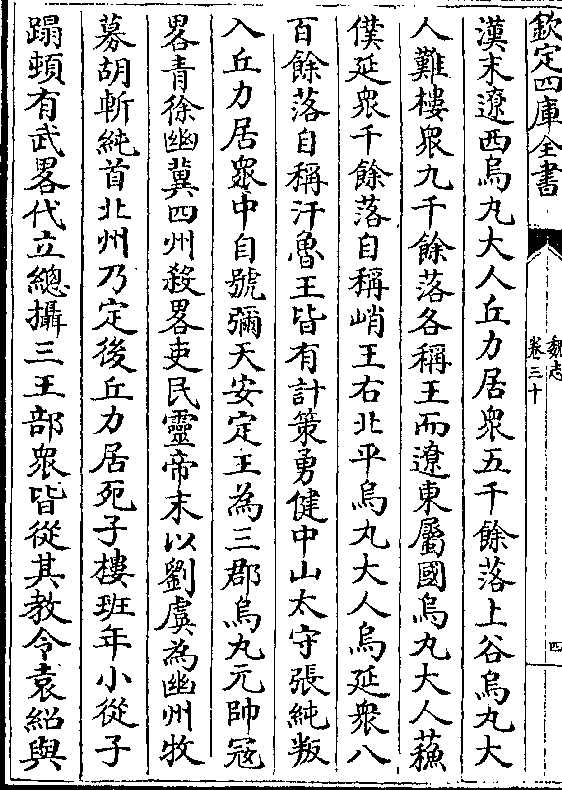 欽定四庫全書
魏志
卷三十
四
漢末遼西烏丸大人丘力居衆五千餘落上谷烏丸大
人難樓衆九千餘落各稱王而遼東屬國烏丸大人蘓
僕延衆千餘落自稱峭王右北平烏丸大人烏延衆八
百餘落自稱汗魯王皆有計策勇健中山太守張純叛
入丘力居衆中自號彌天安定王為三郡烏丸元帥冦
畧青徐幽冀四州殺畧吏民靈帝末以劉虞為幽州牧
募胡斬純首北州乃定後丘力居死子樓班年小從子
蹋頓有武畧代立總攝三王部衆皆從其教令袁紹與